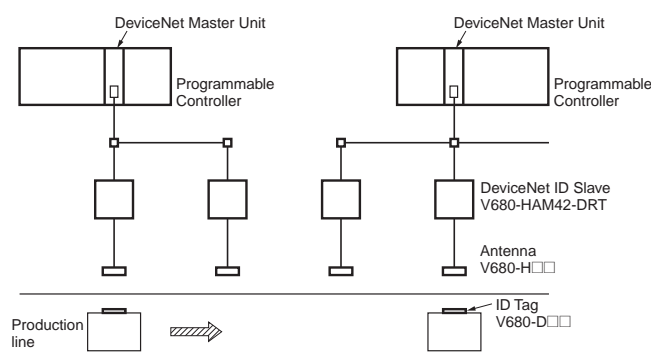 DeviceNet Master Unit
DeviceNet Master Unit
Programmable
Controller
Programmable
Controller
DeviceNet ID Slave
V680-HAM42-DRT
Antenna
V680-H□□
ID Tag
V680-D□□
Production
line